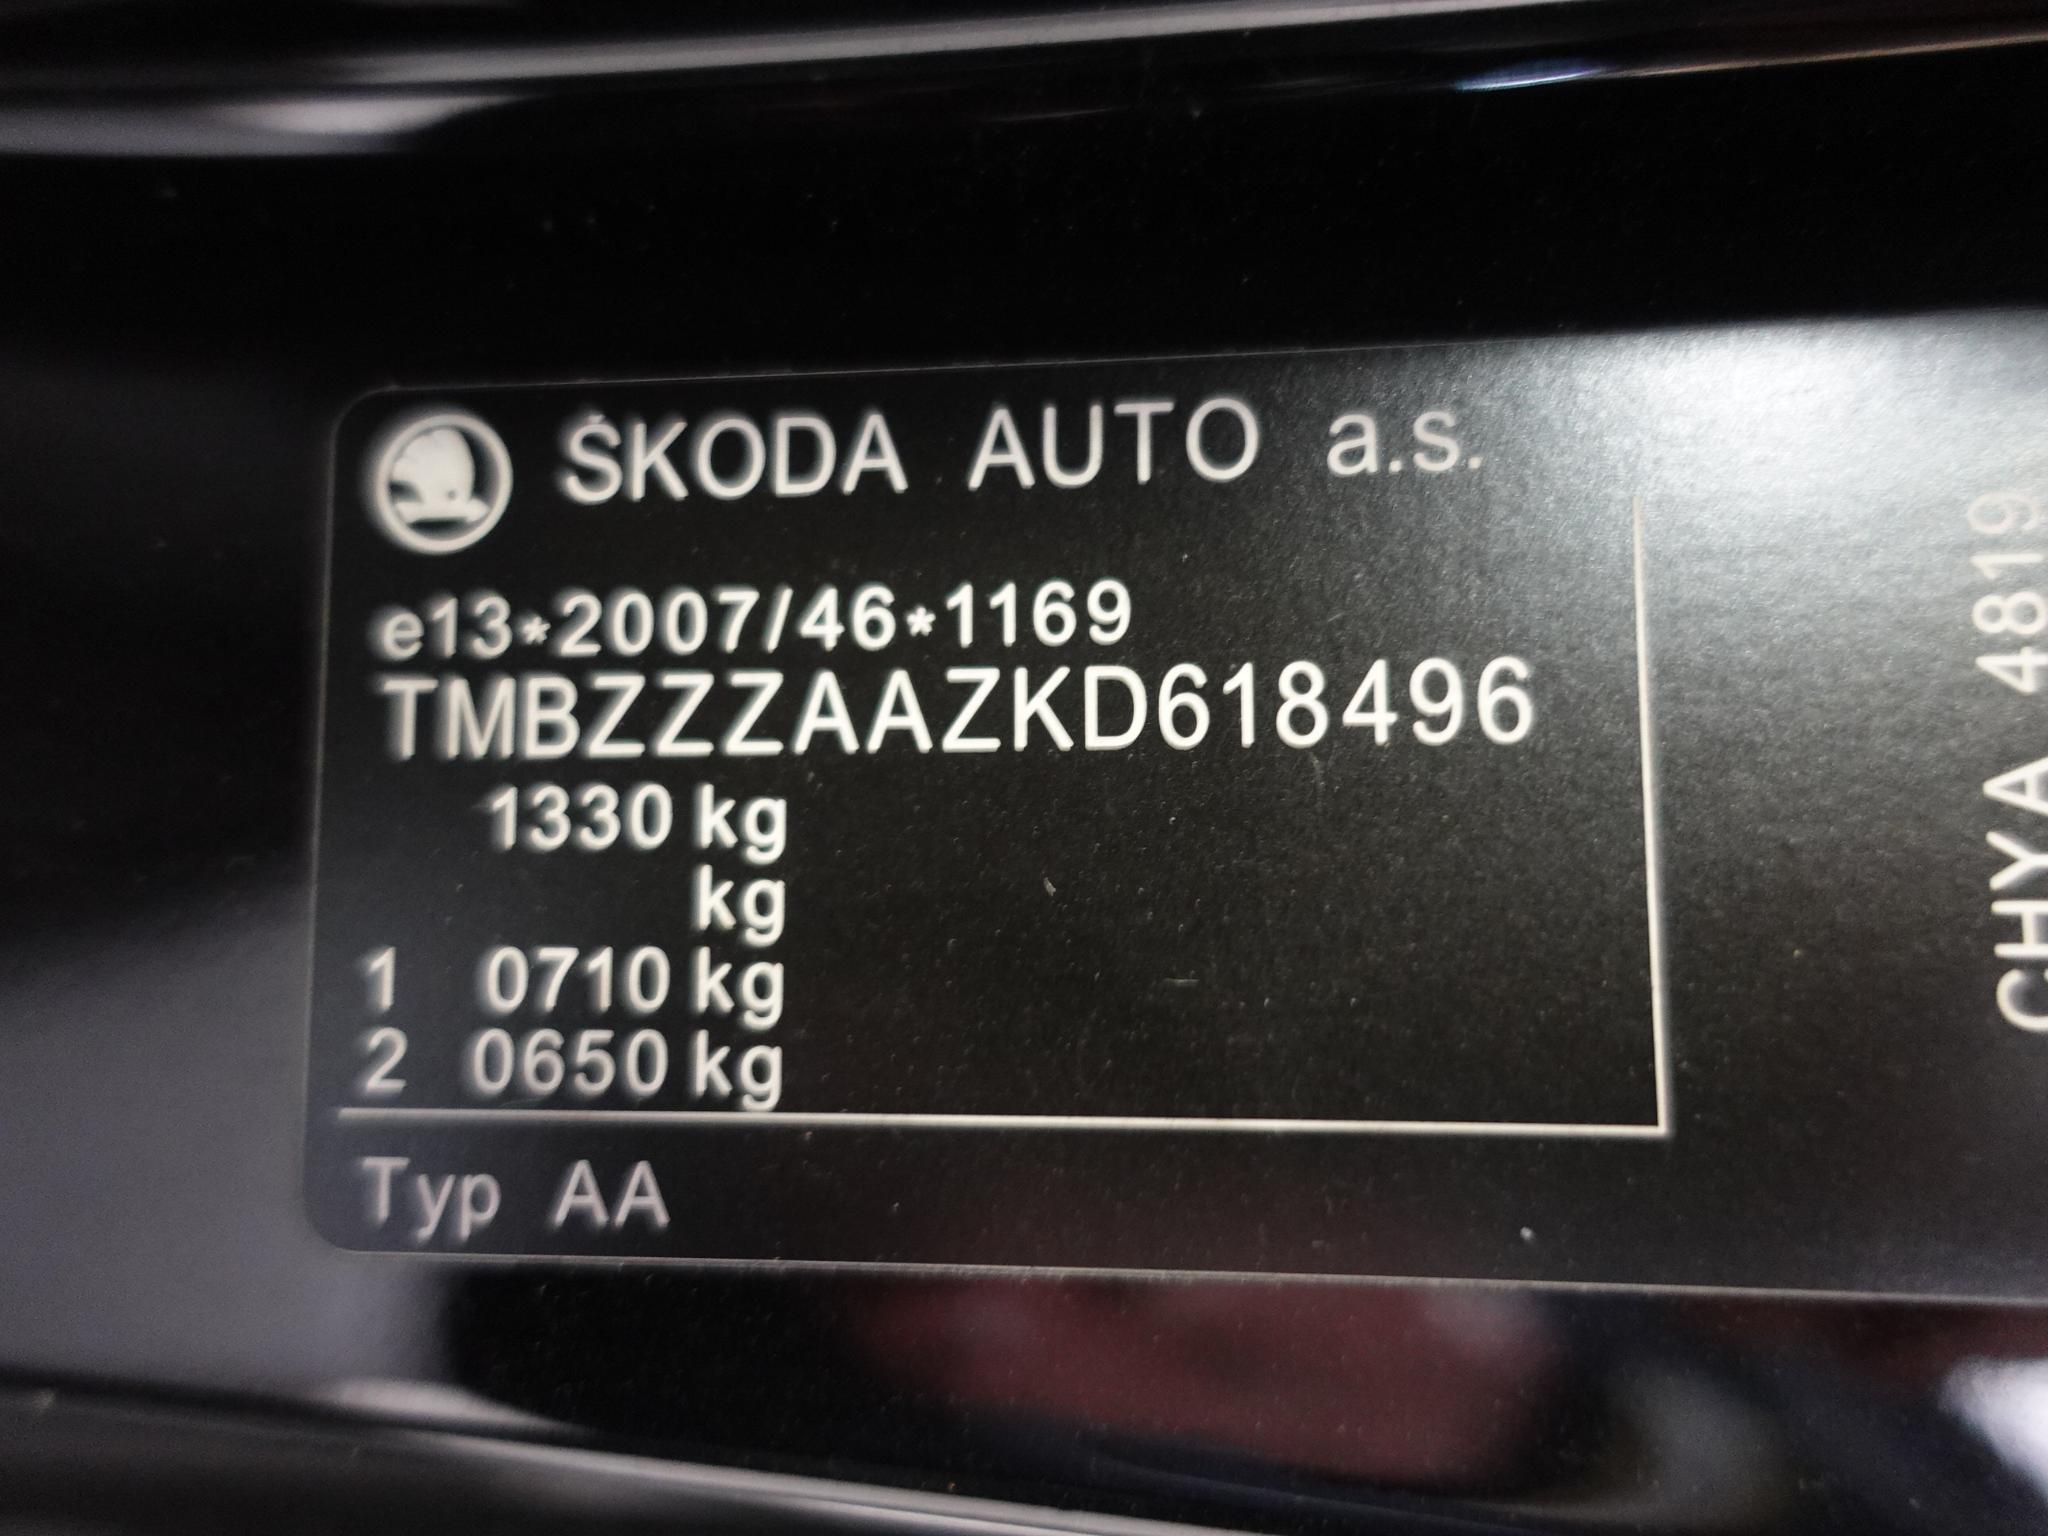 ŠKODA AUTO a.s.
e13*2007/46*1169
TMBZZZAAZKD618496
1330 kg
kg
1 0710 kg
2 0650 kg
Typ AA
CHYA 4819